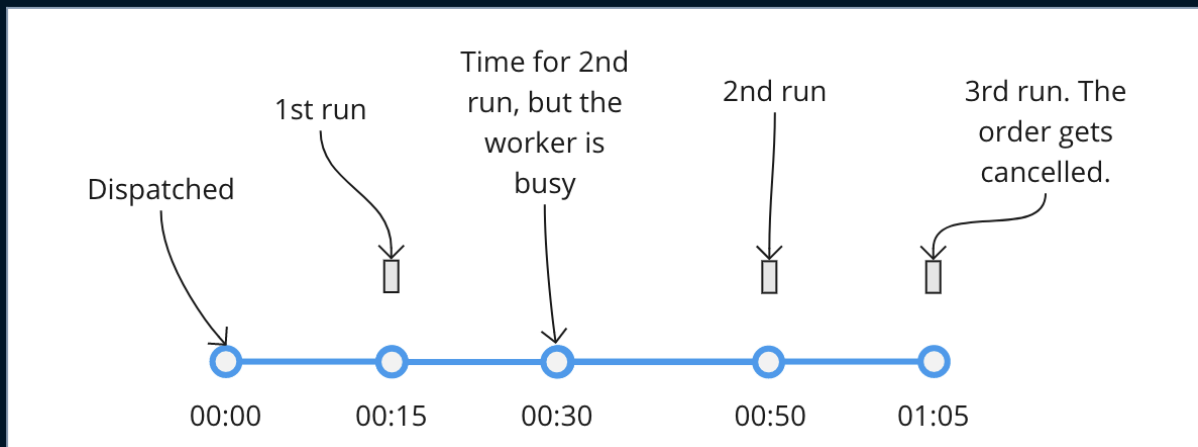 Dispatched
1st run
Time for 2nd
run, but the
worker is
busy
2nd run
3rd run. The
order gets
cancelled.
00:00
00:15
00:30
00:50
01:05